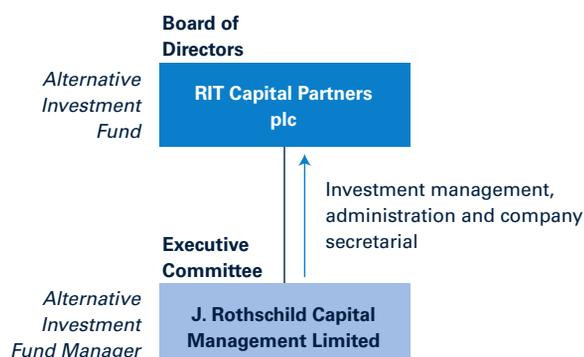 Board of
Directors
Alternative
Investment
Fund
RIT Capital Partners
plc
Investment management,
administration and company
secretarial
Executive
Committee
Alternative
Investment
Fund Manager
J. Rothschild Capital
Management Limited